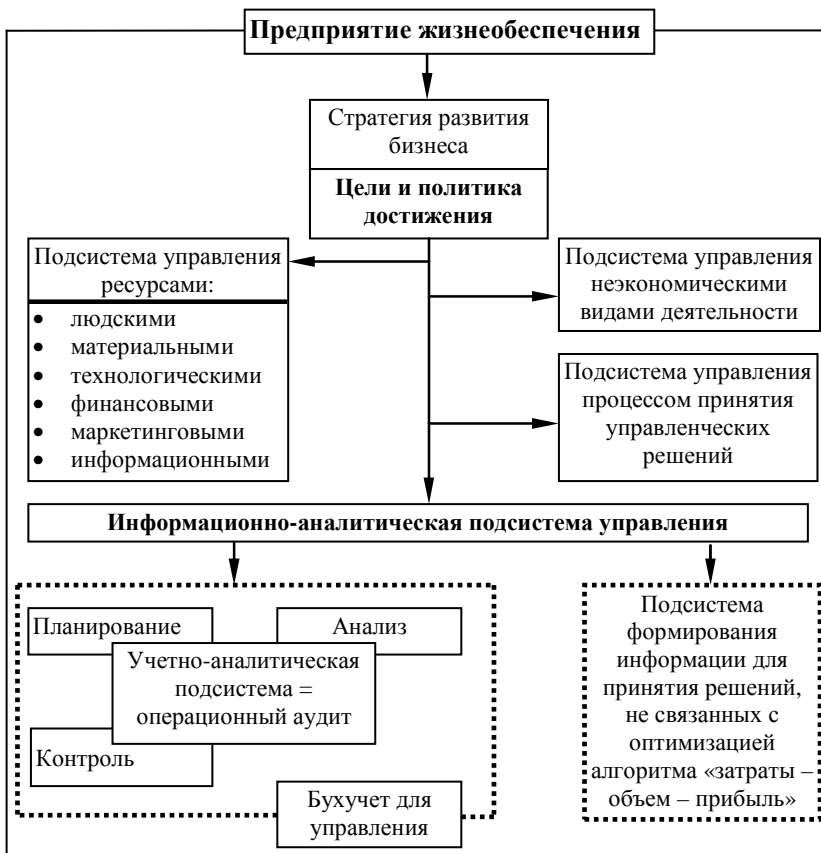 Предприятие жизнеобеспечения
Стратегия развития
бизнеса
Цели и политика
достижения
Подсистема управления
ресурсами:
• людскими
• материальными
• технологическими
• финансовыми
• маркетинговыми
• информационными
Подсистема управления
неэкономическими
видами деятельности
Подсистема управления
процессом принятия
управленческих
решений
Информационно-аналитическая подсистема управления
Планирование
Анализ
Учетно-аналитическая
подсистема =
операционный аудит
Контроль
Бухучет для
управления
Подсистема
формирования
информации для
принятия решений,
не связанных с
оптимизацией
алгоритма «затраты –
объем – прибыль»